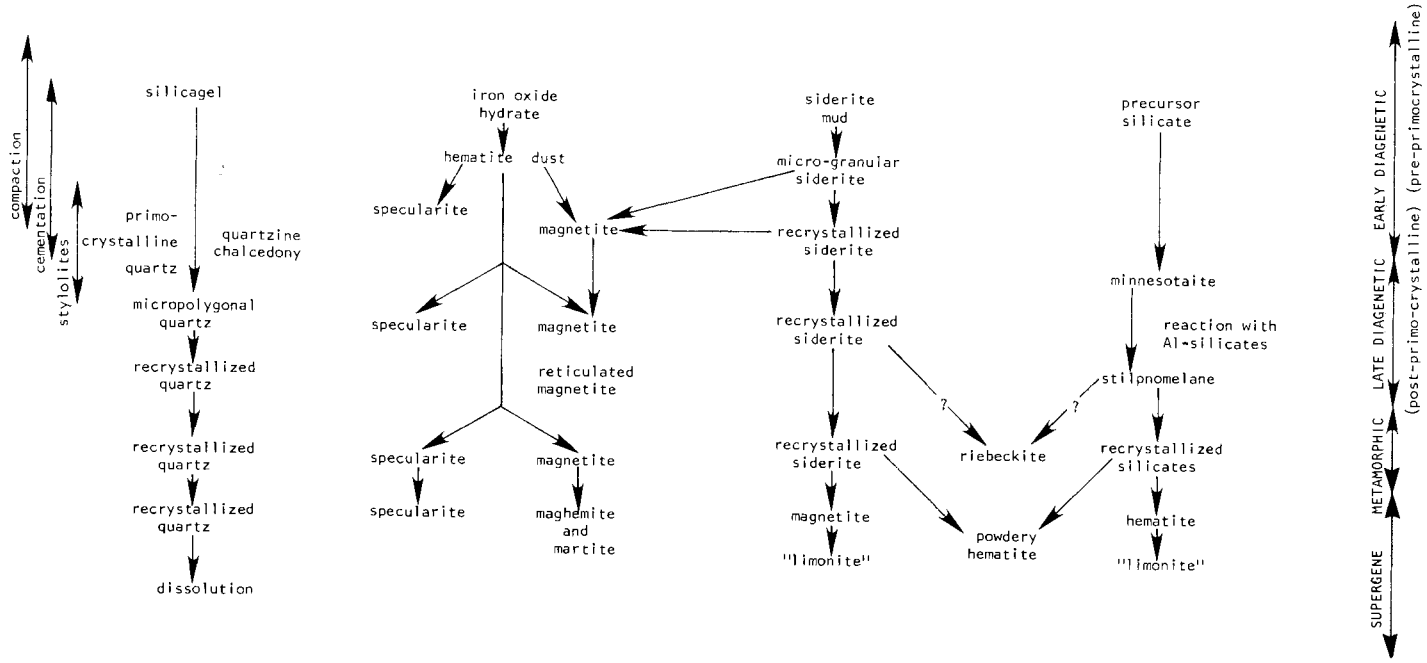 compaction
cementation
stylolites
silicagel
primo-
crystalline
quartz
quartzine
chalcedony
micropolygonal
quartz
recrystallized
quartz
recrystallized
quartz
recrystallized
quartz
dissolution
iron oxide
hydrate
hematite dust
specularite
magnetite
specularite
magnetite
reticulated
magnetite
specularite
magnetite
specularite
maghemite
and
martite
siderite
mud
micro-granular
siderite
recrystallized
siderite
recrystallized
siderite
?
recrystallized
siderite
magnetite
"limonite"
riebeckite
powdery
hematite
precursor
silicate
minnesotaite
reaction with
Al-silicates
stilpnomelane
?
recrystallized
silicates
hematite
"limonite"
EARLY DIAGENETIC
(pre-primocrystalline)
LATE DIAGENETIC
(post-primo-crystalline)
METAMORPHIC
SUPERGENE